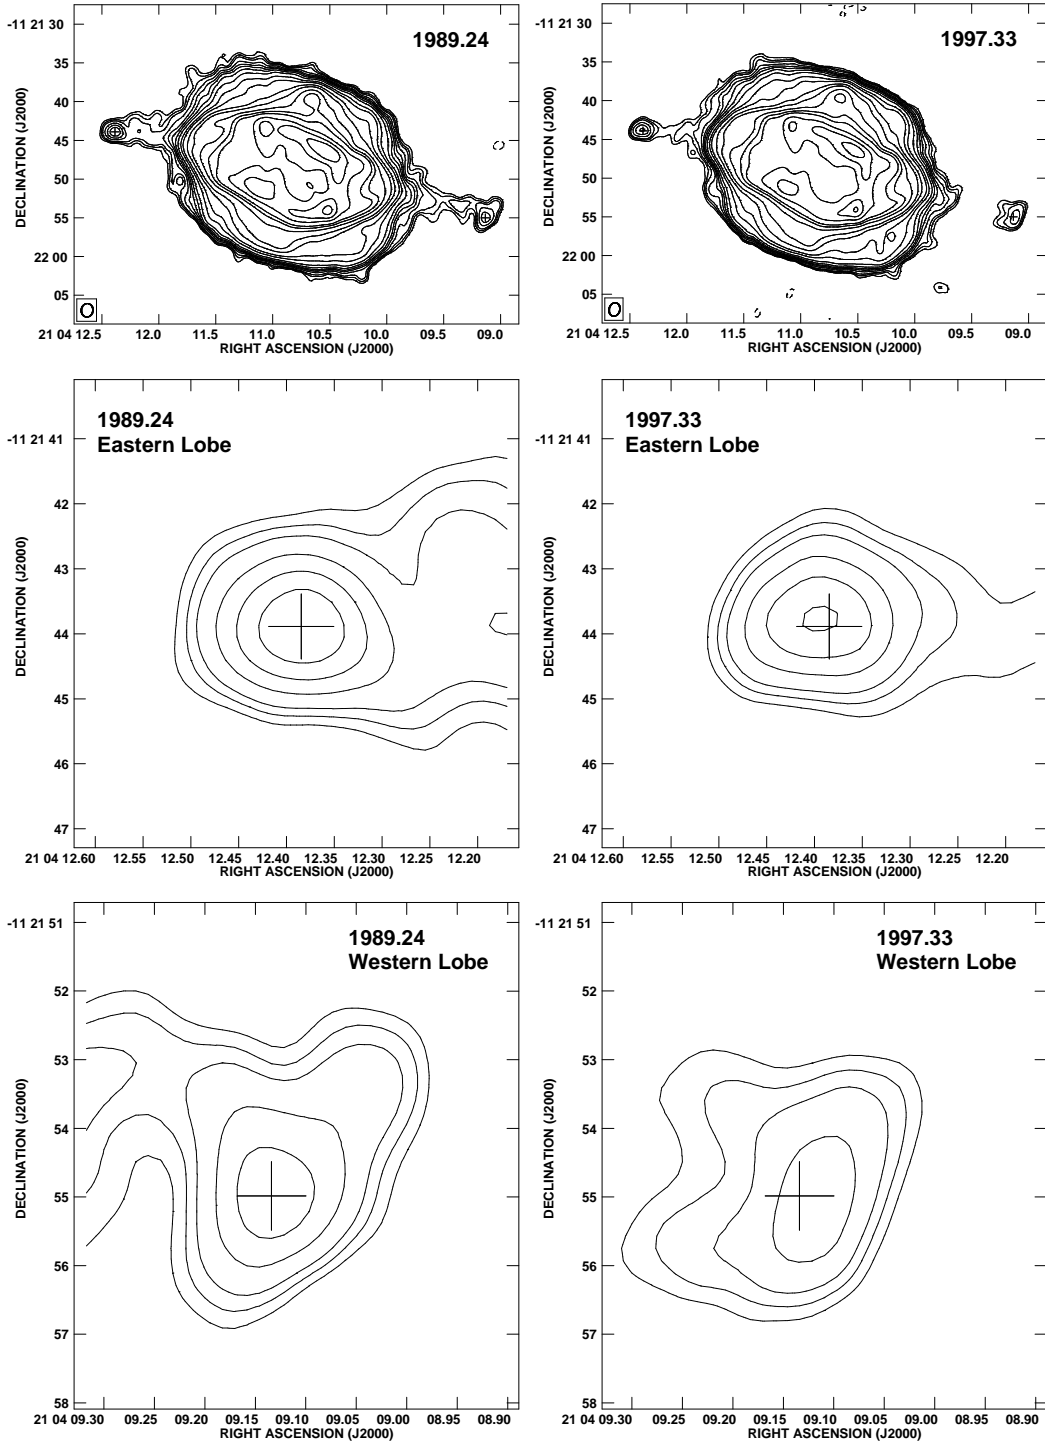 -11 21 30
35
40
45
50
55
22 00
05
DECLINATION (J2000)
1989.24
21 04 12.5 12.0 11.5 11.0 10.5 10.0 09.5 09.0
RIGHT ASCENSION (J2000)
-11 21 30
35
40
45
50
55
22 00
05
DECLINATION (J2000)
1997.33
21 04 12.5 12.0 11.5 11.0 10.5 10.0 09.5 09.0
RIGHT ASCENSION (J2000)
1989.24
Eastern Lobe
-11 21 41
42
43
44
45
46
47
DECLINATION (J2000)
21 04 12.60 12.55 12.50 12.45 12.40 12.35 12.30 12.25 12.20
RIGHT ASCENSION (J2000)
1997.33
Eastern Lobe
-11 21 41
42
43
44
45
46
47
DECLINATION (J2000)
21 04 12.60 12.55 12.50 12.45 12.40 12.35 12.30 12.25 12.20
RIGHT ASCENSION (J2000)
1989.24
Western Lobe
-11 21 51
52
53
54
55
56
57
58
DECLINATION (J2000)
21 04 09.30 09.25 09.20 09.15 09.10 09.05 09.00 08.95 08.90
RIGHT ASCENSION (J2000)
1997.33
Western Lobe
-11 21 51
52
53
54
55
56
57
58
DECLINATION (J2000)
21 04 09.30 09.25 09.20 09.15 09.10 09.05 09.00 08.95 08.90
RIGHT ASCENSION (J2000)